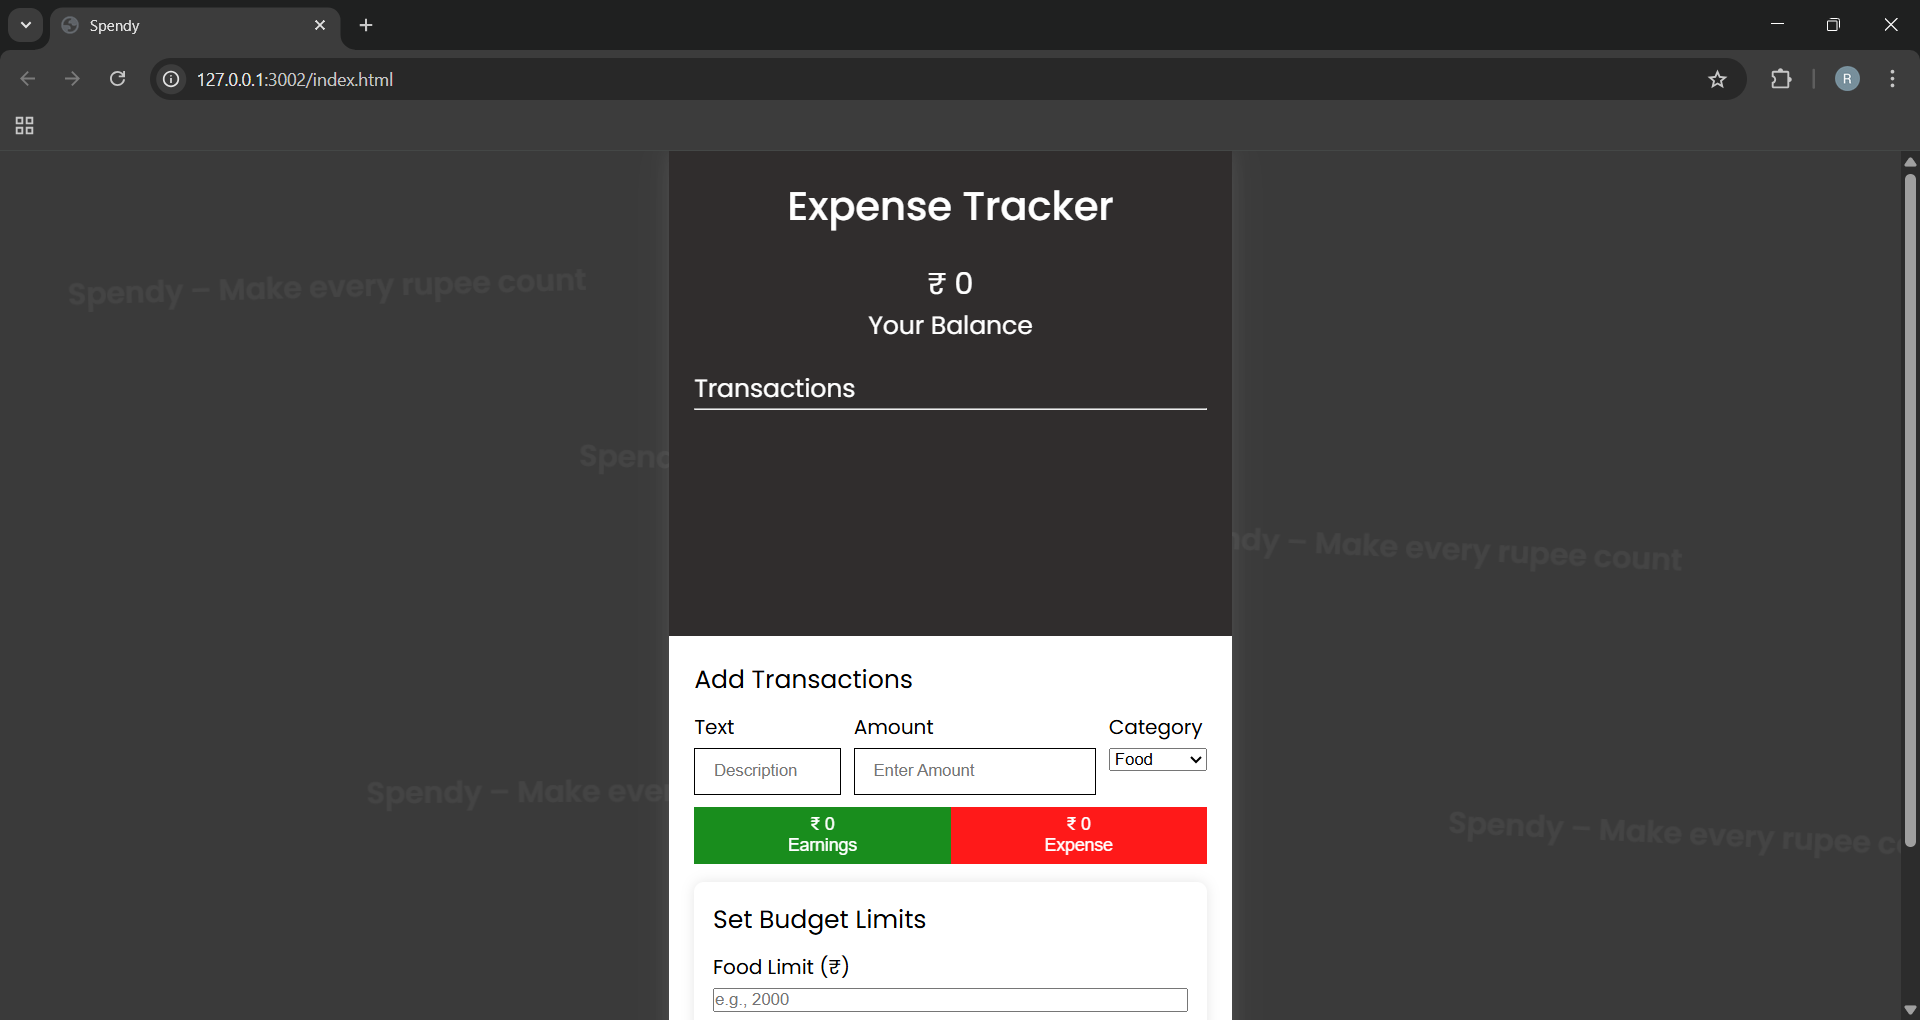 Spendy
127.0.0.1:3002/index.html
R
Expense Tracker
Spendy – Make every rupee count
₹ 0
Your Balance
Transactions
Spend
ndy – Make every rupee count
Add Transactions
Text Amount Category
Description Enter Amount Food
Spendy – Make eve
₹ 0 ₹ 0
Earnings Expense
Spendy – Make every rupee c
Set Budget Limits
Food Limit (₹)
e.g., 2000